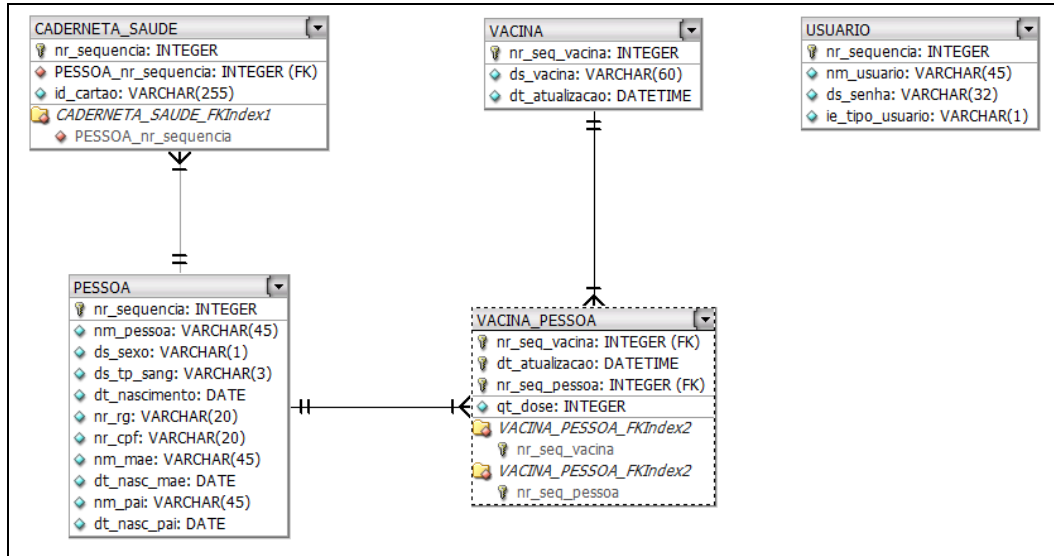 CADERNETA_SAUDE
nr_sequencia: INTEGER
PESSOA_nr_sequencia: INTEGER (FK)
id_cartao: VARCHAR(255)
CADERNETA_SAUDE_FKIndex1
PESSOA_nr_sequencia
VACINA
nr_seq_vacina: INTEGER
ds_vacina: VARCHAR(60)
dt_atualizacao: DATETIME
USUARIO
nr_sequencia: INTEGER
nm_usuario: VARCHAR(45)
ds_senha: VARCHAR(32)
ie_tipo_usuario: VARCHAR(1)
PESSOA
nr_sequencia: INTEGER
nm_pessoa: VARCHAR(45)
ds_sexo: VARCHAR(1)
ds_tp_sang: VARCHAR(3)
dt_nascimento: DATE
nr_rg: VARCHAR(20)
nr_cpf: VARCHAR(20)
nm_mae: VARCHAR(45)
dt_nasc_mae: DATE
nm_pai: VARCHAR(45)
dt_nasc_pai: DATE
VACINA_PESSOA
nr_seq_vacina: INTEGER (FK)
dt_atualizacao: DATETIME
nr_seq_pessoa: INTEGER (FK)
qt_dose: INTEGER
VACINA_PESSOA_FKIndex2
nr_seq_vacina
VACINA_PESSOA_FKIndex2
nr_seq_pessoa